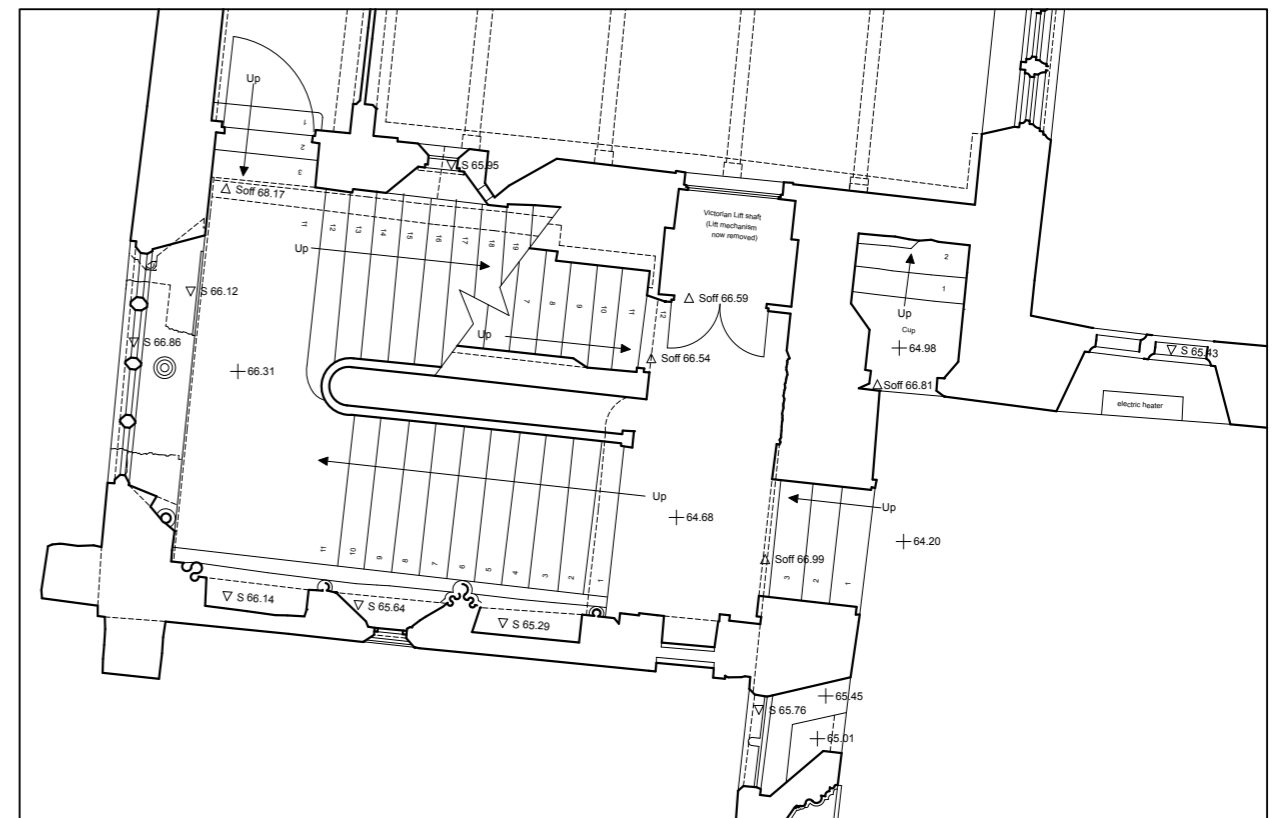 Up
1
2
3
Soff 68.17
S 65.95
11
12
13
14
15
16
17
18
19
Up
Victorian Lift shaft
(Lift mechanism
now removed)
2
1
Up
Cup
64.98
S 66.12
S 66.86
66.31
7
8
9
10
11
12
Up
Soff 66.59
Soff 66.54
Soff 66.81
S 65.43
electric heater
Up
64.68
Up
64.20
Soff 66.99
3
2
1
11
10
9
8
7
6
5
4
3
2
1
S 66.14
S 65.64
S 65.29
65.45
S 65.76
65.01